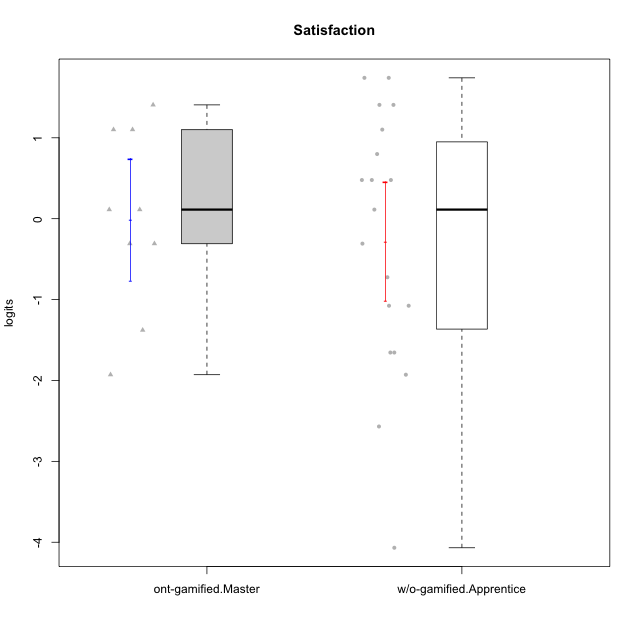 Satisfaction
logits
1
0
-1
-2
-3
-4
ont-gamified.Master
w/o-gamified.Apprentice